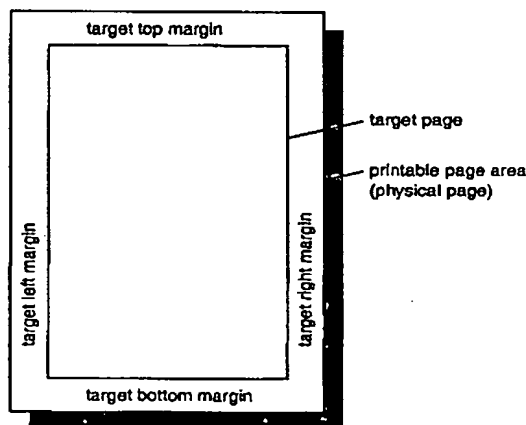 target top margin
target page
printable page area
(physical page)
target left margin
target right margin
target bottom margin